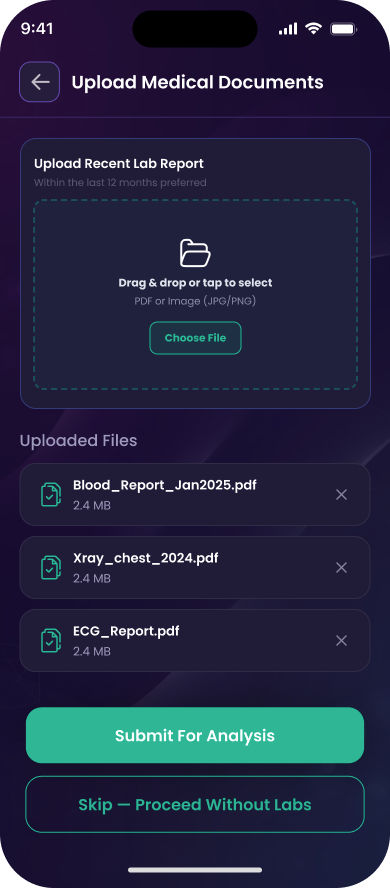 9:41
Upload Medical Documents
Upload Recent Lab Report
Within the last 12 months preferred
Drag & drop or tap to select
PDF or Image (JPG/PNG)
Choose File
Uploaded Files
Blood_Report_Jan2025.pdf
2.4 MB
Xray_chest_2024.pdf
2.4 MB
ECG_Report.pdf
2.4 MB
Submit For Analysis
Skip — Proceed Without Labs